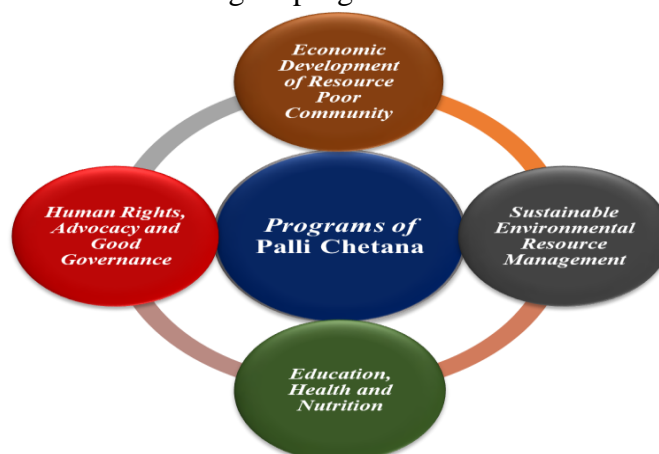 Economic
Development
of Resource
Poor
Community
Human Rights,
Advocacy and
Good
Governance
Programs of
Palli Chetana
Sustainable
Environmental
Resource
Management
Education,
Health and
Nutrition